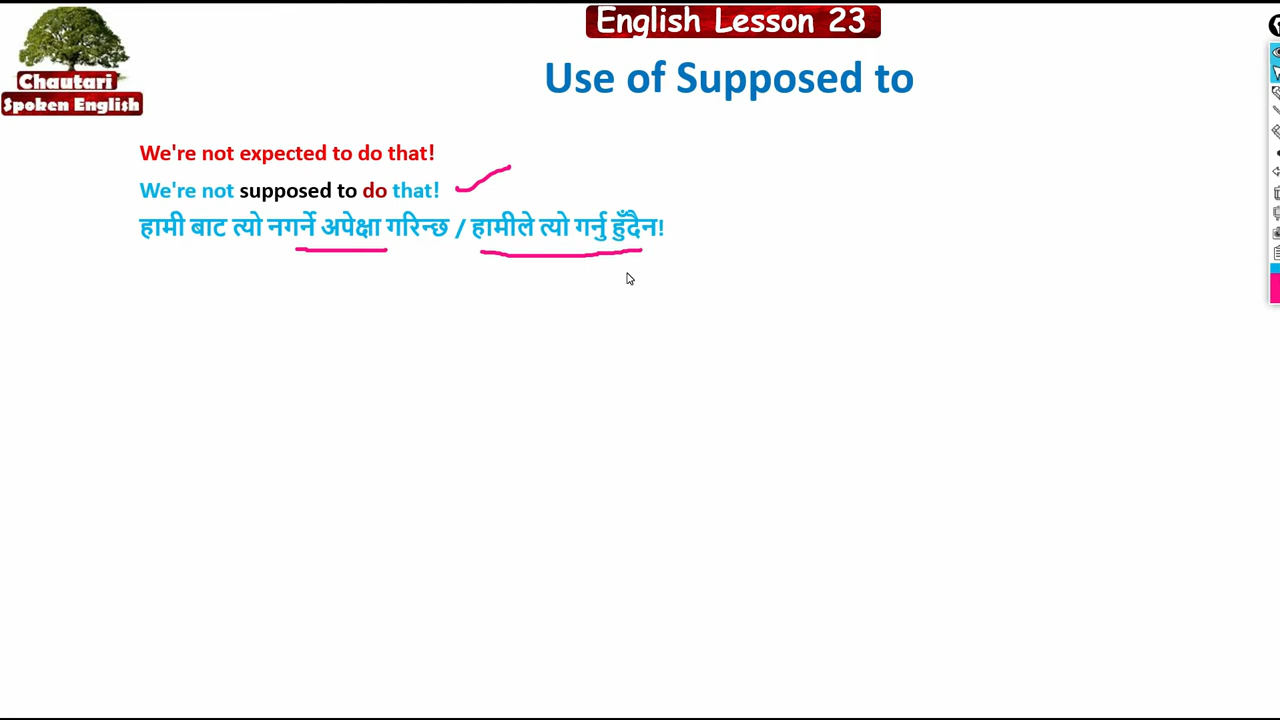 English Lesson 23
Chautari
Spoken English
Use of Supposed to
We're not expected to do that!
We're not supposed to do that!
हामी बाट त्यो नगर्ने अपेक्षा गरिन्छ / हामीले त्यो गर्नु हुँदैन!